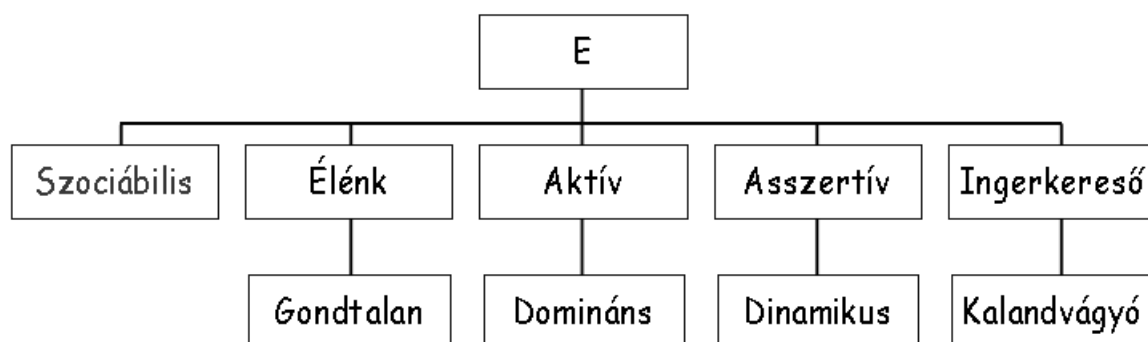 E
Szociábilis Élénk Aktív Asszertív Ingerkereső
Gondtalan Domináns Dinamikus Kalandvágyó